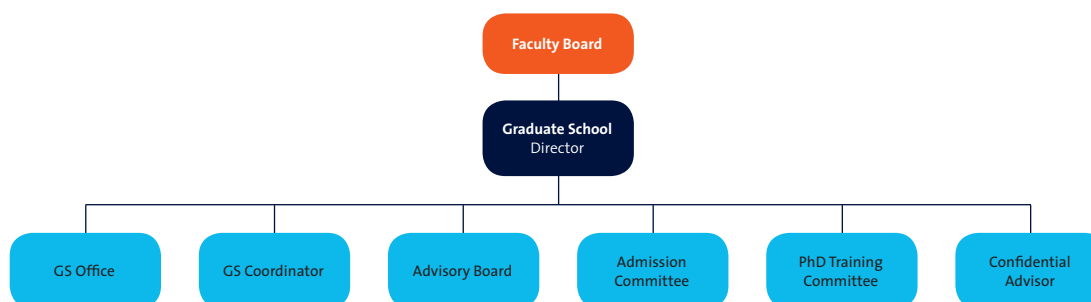 Faculty Board
Graduate School
Director
GS Office
GS Coordinator
Advisory Board
Admission
Committee
PhD Training
Committee
Confidential
Advisor